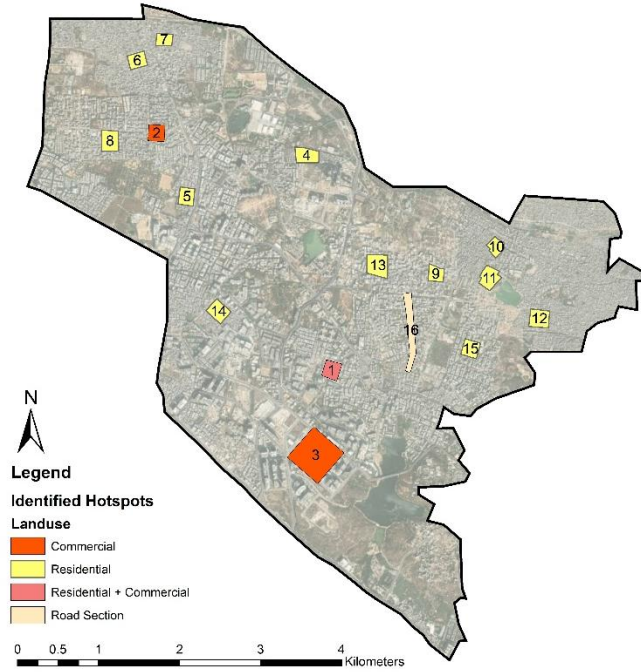 7
6
2
8
4
5
10
13
9
11
14
12
16
15
1
3
N
Legend
Identified Hotspots
Landuse
Commercial
Residential
Residential + Commercial
Road Section
0 0.5 1 2 3 4
Kilometers